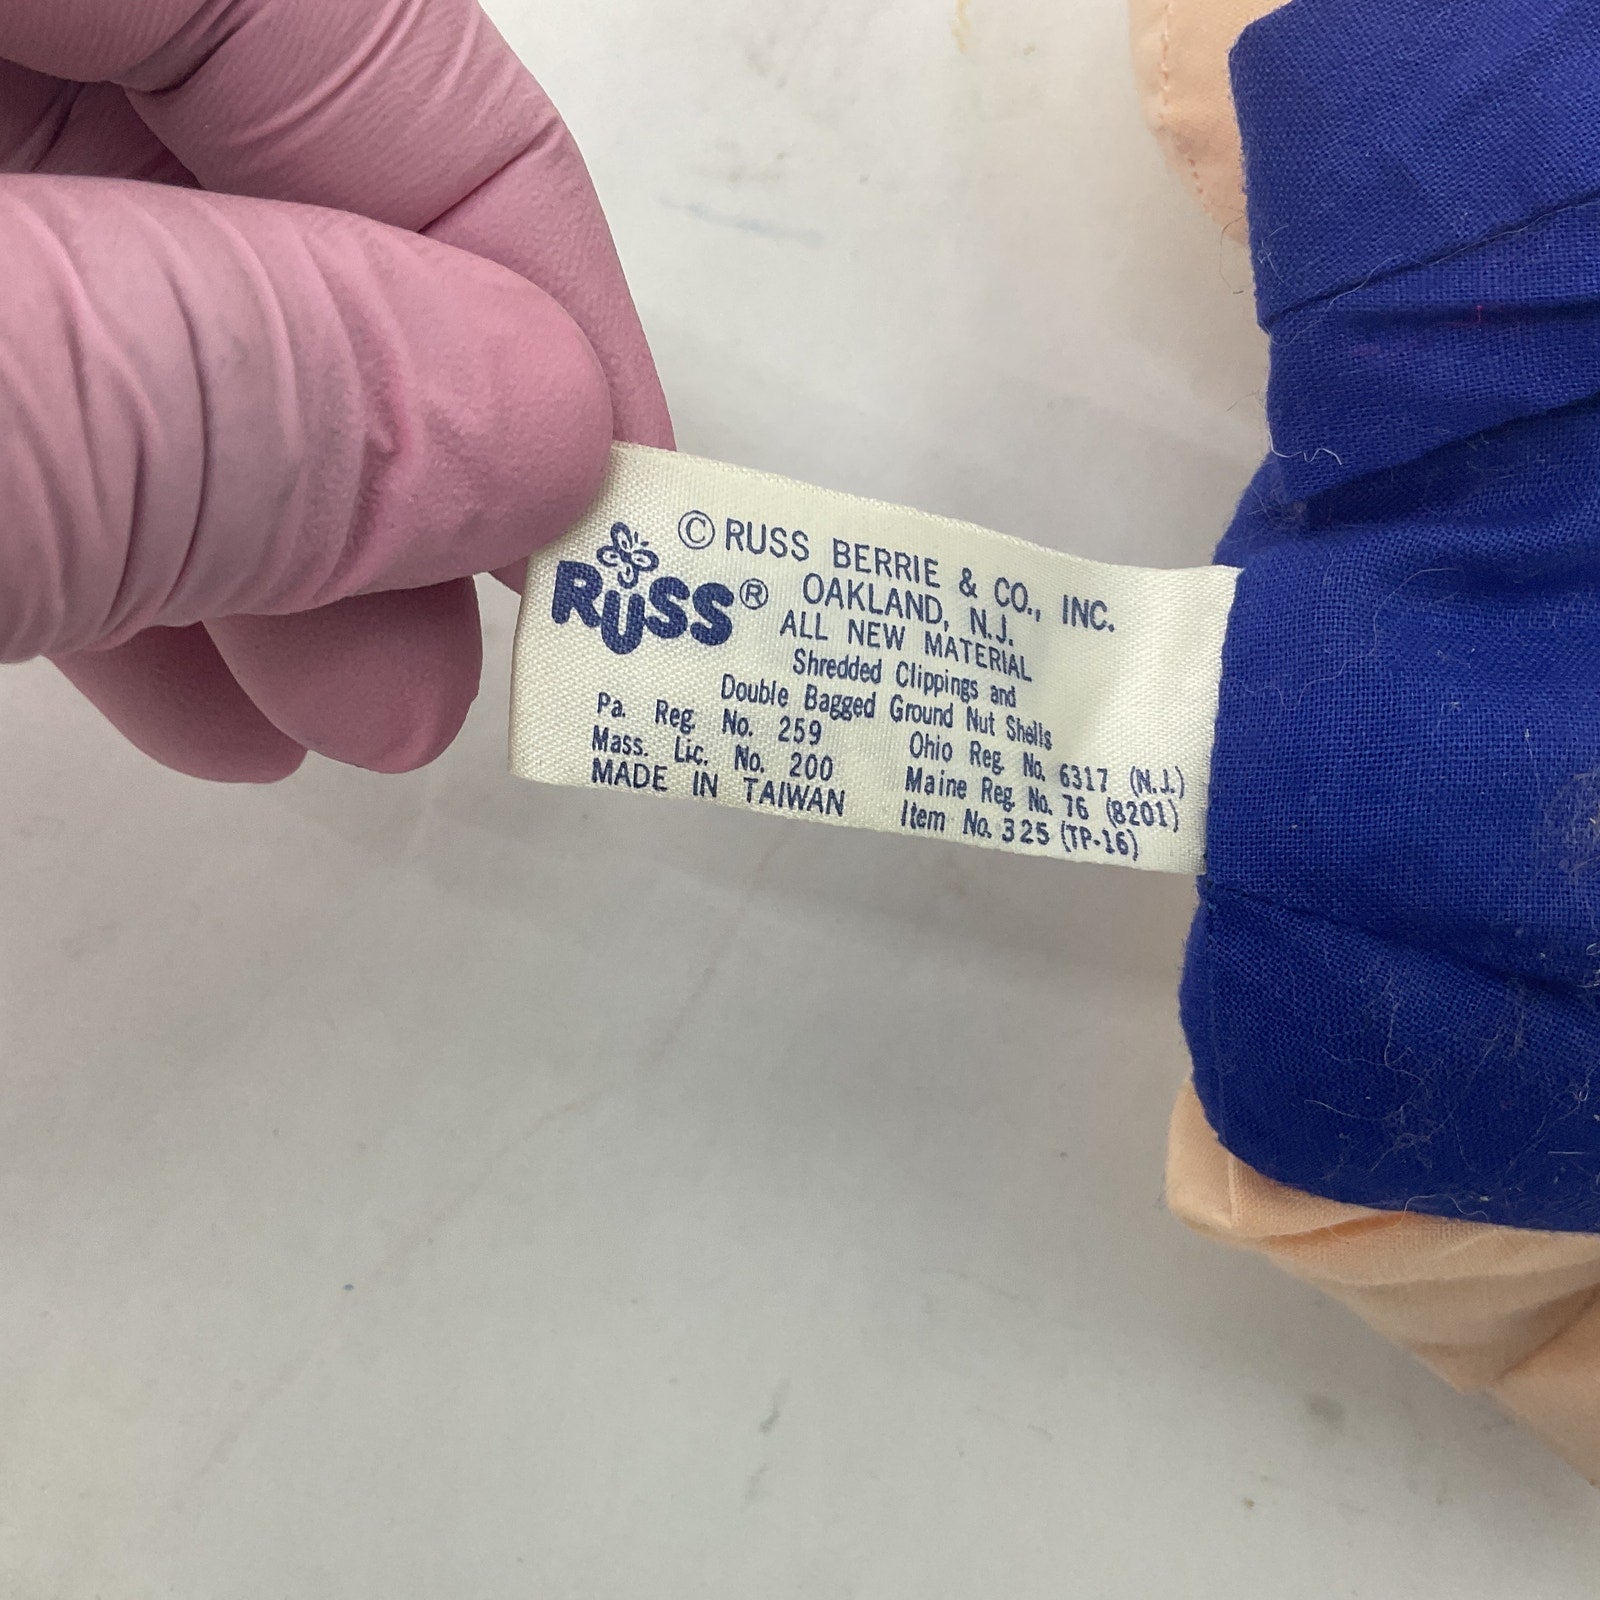 © RUSS BERRIE & CO., INC.
RUSS® OAKLAND, N.J.
ALL NEW MATERIAL
Shredded Clippings and
Double Bagged Ground Nut Shells
Pa. Reg. No. 259 Ohio Reg. No. 6317 (N.J.)
Mass. Lic. No. 200 Maine Reg. No. 76 (8201)
MADE IN TAIWAN Item No. 325 (TP-16)